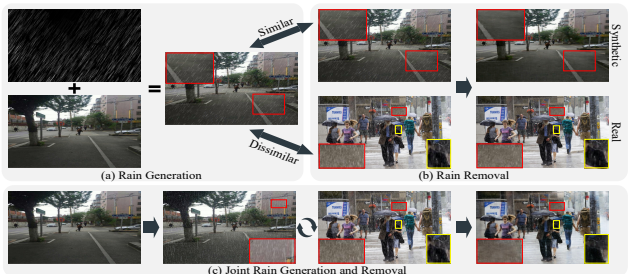 +
=
Similar
Dissimilar
Synthetic
Real
(a) Rain Generation
(b) Rain Removal
(c) Joint Rain Generation and Removal